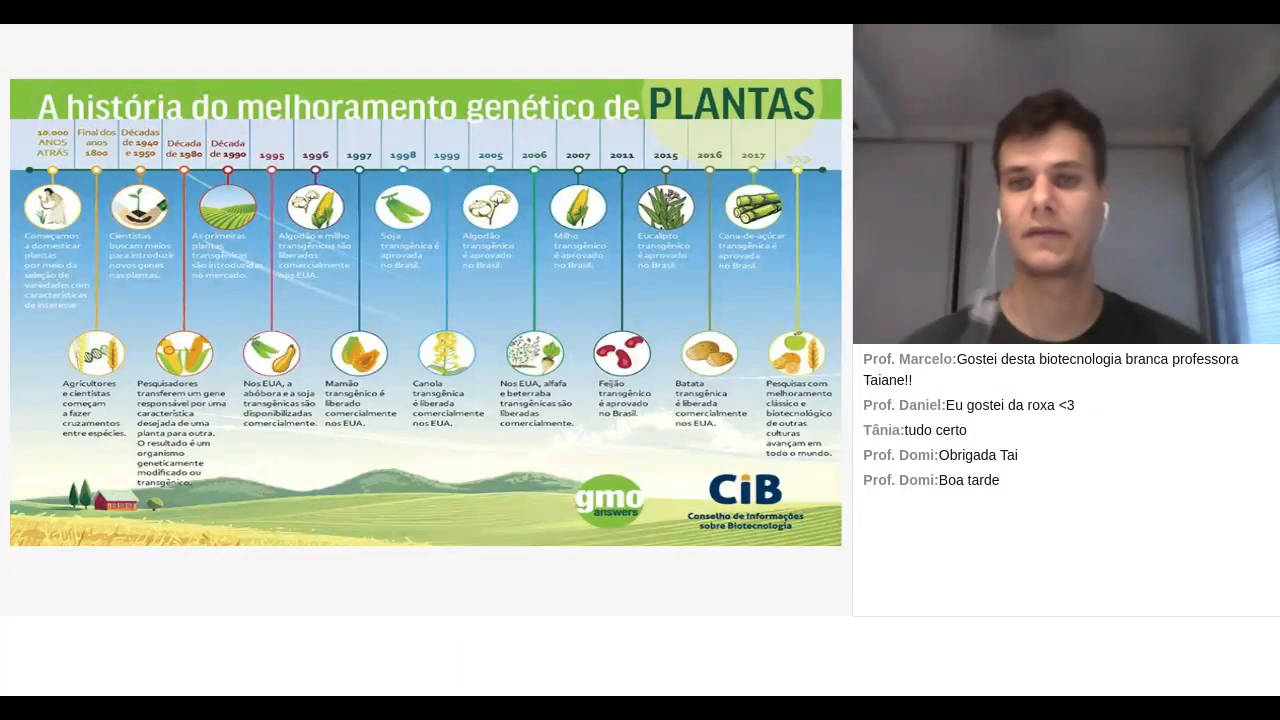 A história do melhoramento genético de PLANTAS
10.000
ANOS
ATRÁS
Final dos
anos
1800
Décadas
de 1940
e 1950
Década
de 1980
Década
de 1990
1995
1996
1997
1998
1999
2005
2006
2007
2011
2015
2016
2017
Começamos
a domesticar
plantas
por meio da
seleção de
variedades com
características
de interesse
Cientistas
buscam meios
para introduzir
novos genes
nas plantas.
As primeiras
plantas
transgênicas
são introduzidas
no mercado.
Algodão e milho
transgênicos são
liberados
comercialmente
nos EUA.
Soja
transgênica é
aprovada
no Brasil.
Algodão
transgênico
é aprovado
no Brasil.
Milho
transgênico
é aprovado
no Brasil.
Eucalipto
transgênico
é aprovado
no Brasil.
Cana-de-açúcar
transgênica é
aprovada
no Brasil.
Agricultores
e cientistas
começam
a fazer
cruzamentos
entre espécies.
Pesquisadores
transferem um gene
responsável por uma
característica
desejada de uma
planta para outra.
O resultado é um
organismo
geneticamente
modificado ou
transgênico.
Nos EUA, a
abóbora e a soja
transgênicas são
disponibilizadas
comercialmente.
Mamão
transgênico é
liberado
comercialmente
nos EUA.
Canola
transgênica
é liberada
comercialmente
nos EUA.
Nos EUA, alfafa
e beterraba
transgênicas são
liberadas
comercialmente.
Feijão
transgênico
é aprovado
no Brasil.
Batata
transgênica
é liberada
comercialmente
nos EUA.
Pesquisas com
melhoramento
clássico e
biotecnológico
de outras
culturas
avançam em
todo o mundo.
gmo
answers
CiB
Conselho de Informações
sobre Biotecnologia
Prof. Marcelo:Gostei desta biotecnologia branca professora
Taiane!!
Prof. Daniel:Eu gostei da roxa <3
Tânia:tudo certo
Prof. Domi:Obrigada Tai
Prof. Domi:Boa tarde